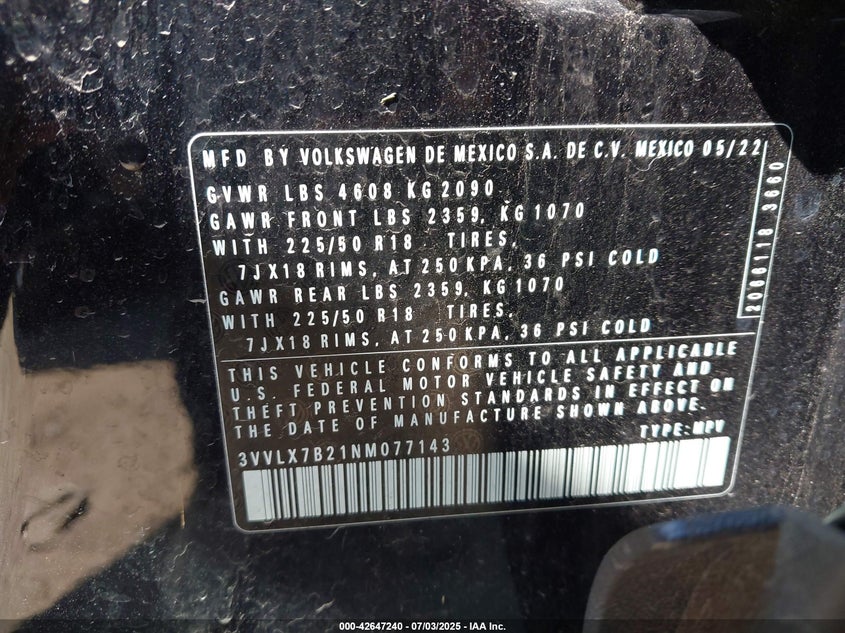 MFD BY VOLKSWAGEN DE MEXICO S.A. DE C.V. MEXICO 05/22
GVWR LBS 4608 KG 2090
GAWR FRONT LBS 2359, KG 1070
WITH 225/50 R18 TIRES,
7JX18 RIMS, AT 250 KPA, 36 PSI COLD
GAWR REAR LBS 2359, KG 1070
WITH 225/50 R18 TIRES,
7JX18 RIMS, AT 250 KPA, 36 PSI COLD
THIS VEHICLE CONFORMS TO ALL APPLICABLE
U.S. FEDERAL MOTOR VEHICLE SAFETY AND
THEFT PREVENTION STANDARDS IN EFFECT ON
THE DATE OF MANUFACTURE SHOWN ABOVE.
TYPE: MPV
3VVLX7B21NM077143
2086118 3660
000-42647240 - 07/03/2025 - IAA Inc.